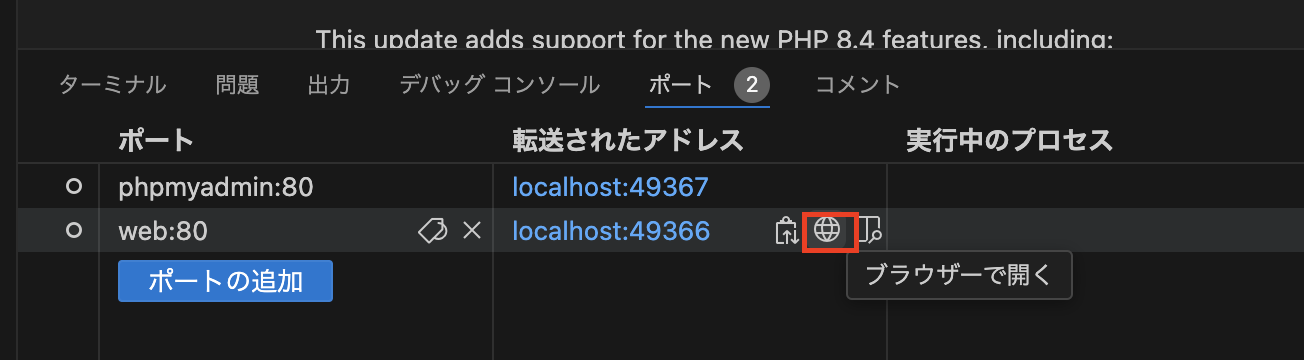 This update adds support for the new PHP 8.4 features, including:
ターミナル 問題 出力 デバッグ コンソール ポート 2 コメント
ポート 転送されたアドレス 実行中のプロセス
phpmyadmin:80 localhost:49367
web:80 localhost:49366
ポートの追加
ブラウザーで開く